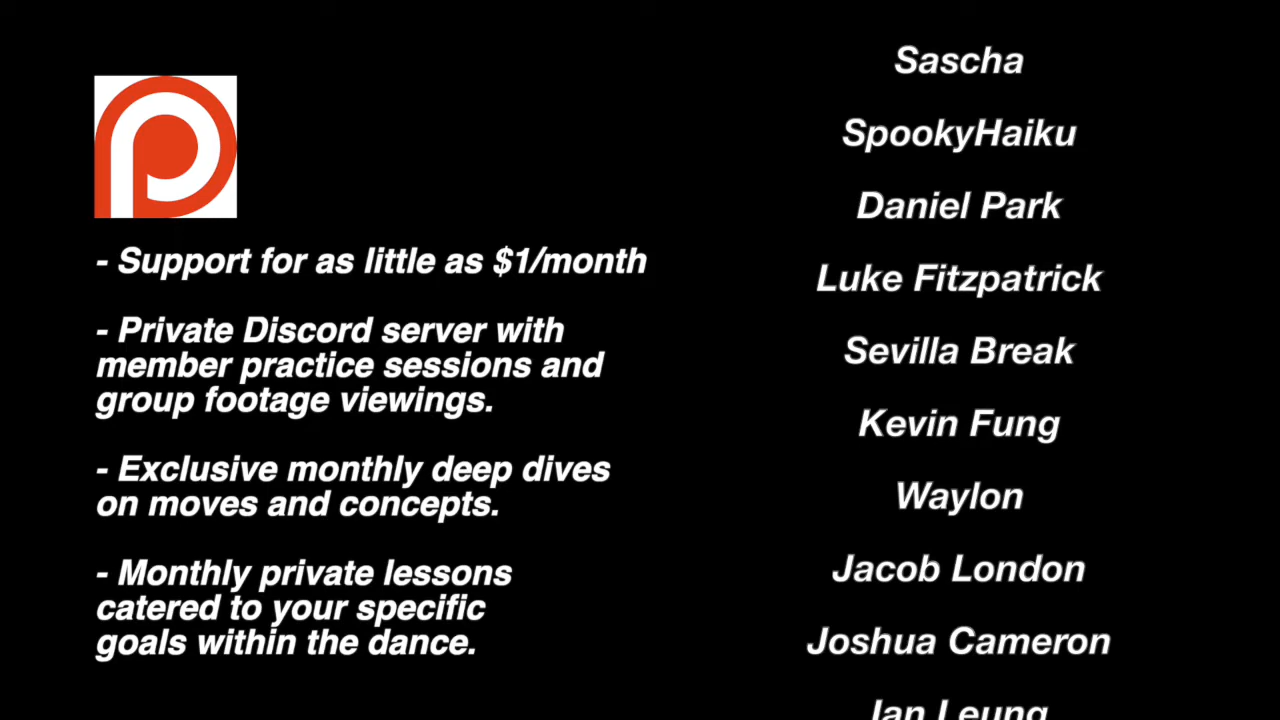 - Support for as little as $1/month
- Private Discord server with
member practice sessions and
group footage viewings.
- Exclusive monthly deep dives
on moves and concepts.
- Monthly private lessons
catered to your specific
goals within the dance.
Sascha
SpookyHaiku
Daniel Park
Luke Fitzpatrick
Sevilla Break
Kevin Fung
Waylon
Jacob London
Joshua Cameron
Ian Leung